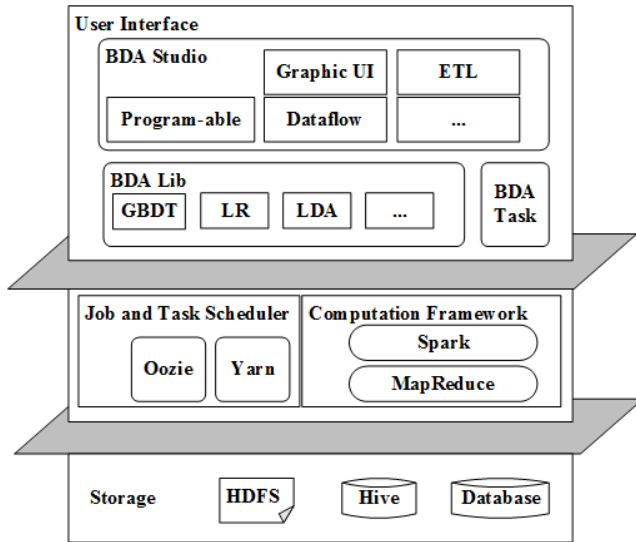 User Interface
BDA Studio
Graphic UI
ETL
Program-able
Dataflow
...
BDA Lib
GBDT
LR
LDA
...
BDA
Task
Job and Task Scheduler
Oozie
Yarn
Computation Framework
Spark
MapReduce
Storage
HDFS
Hive
Database